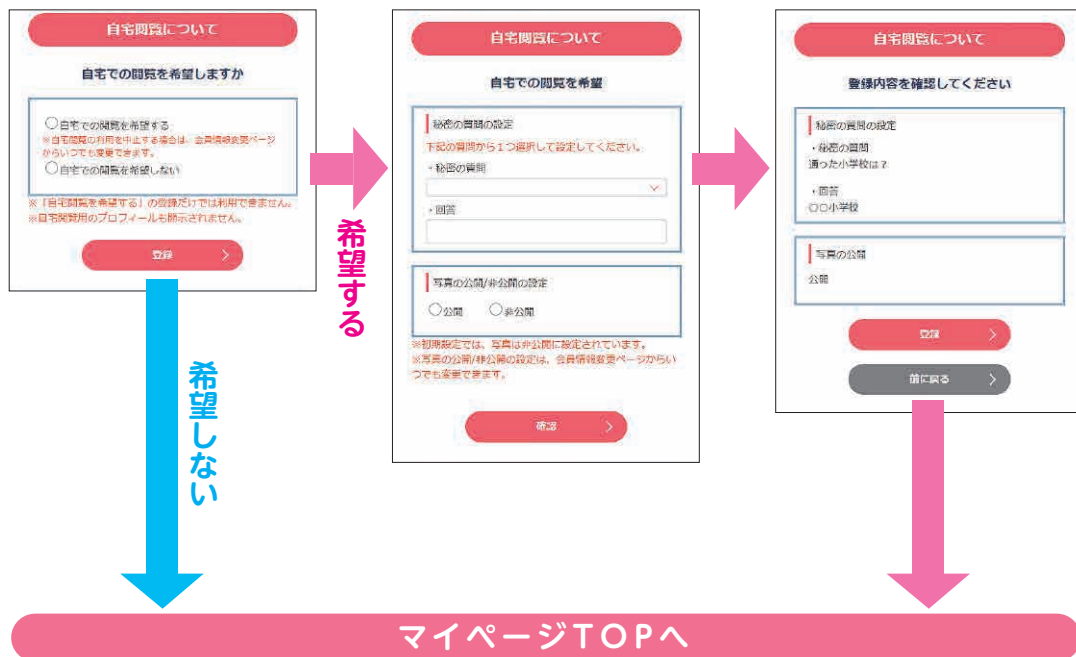 自宅閲覧について
自宅での閲覧を希望しますか
自宅での閲覧を希望する
※自宅閲覧の利用を中止する場合は、会員情報変更ページ
からいつでも変更できます。
自宅での閲覧を希望しない
※「自宅閲覧を希望する」の登録だけでは利用できません。
※自宅閲覧用のプロフィールも開示されません。
登録
希望する
希望しない
自宅閲覧について
自宅での閲覧を希望
秘密の質問の設定
下記の質問から1つ選択して設定してください。
・秘密の質問
・回答
写真の公開/非公開の設定
公開 非公開
※初期設定では、写真は非公開に設定されています。
※写真の公開/非公開の設定は、会員情報変更ページからい
つでも変更できます。
確認
自宅閲覧について
登録内容を確認してください
秘密の質問の設定
・秘密の質問
通った小学校は?
・回答
〇〇小学校
写真の公開
公開
登録
前に戻る
マイページTOPへ